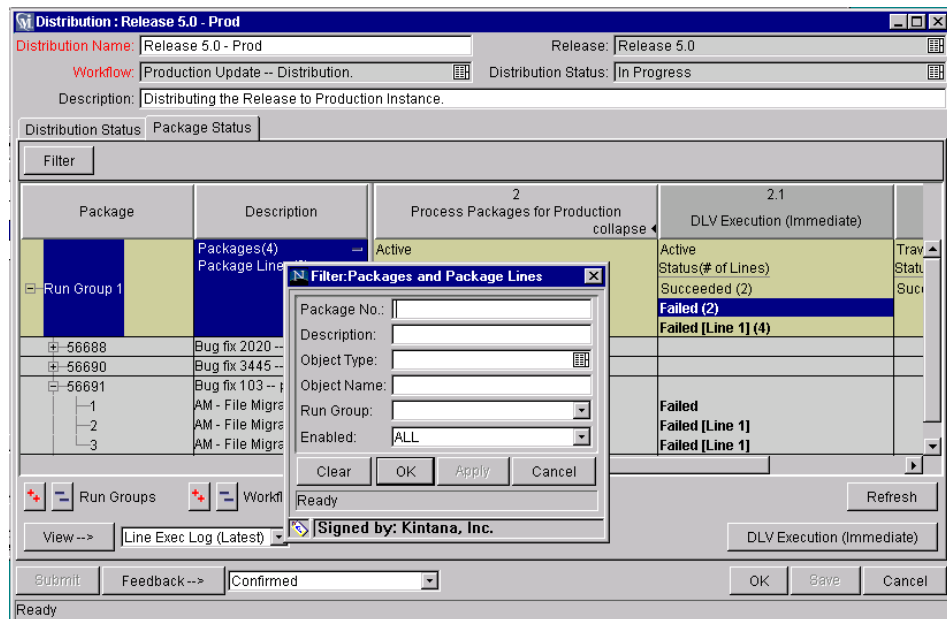 Distribution : Release 5.0 - Prod
Distribution Name: Release 5.0 - Prod Release: Release 5.0
Workflow: Production Update -- Distribution. Distribution Status: In Progress
Description: Distributing the Release to Production Instance.
Distribution Status Package Status
Filter
Package Description 2 Process Packages for Production collapse 2.1 DLV Execution (Immediate)
Run Group 1 Packages(4) Active Active Trav
Package Line Status(# of Lines) Statu
Succeeded (2) Suc
Failed (2)
Failed [Line 1] (4)
56688 Bug fix 2020 --
56690 Bug fix 3445 --
56691 Bug fix 103 --
1 AM - File Migra Failed
2 AM - File Migra Failed [Line 1]
3 AM - File Migra Failed [Line 1]
Filter:Packages and Package Lines
Package No.:
Description:
Object Type:
Object Name:
Run Group:
Enabled: ALL
Clear OK Apply Cancel
Ready
Signed by: Kintana, Inc.
Run Groups Workfl Refresh
View --> Line Exec Log (Latest) DLV Execution (Immediate)
Submit Feedback --> Confirmed OK Save Cancel
Ready